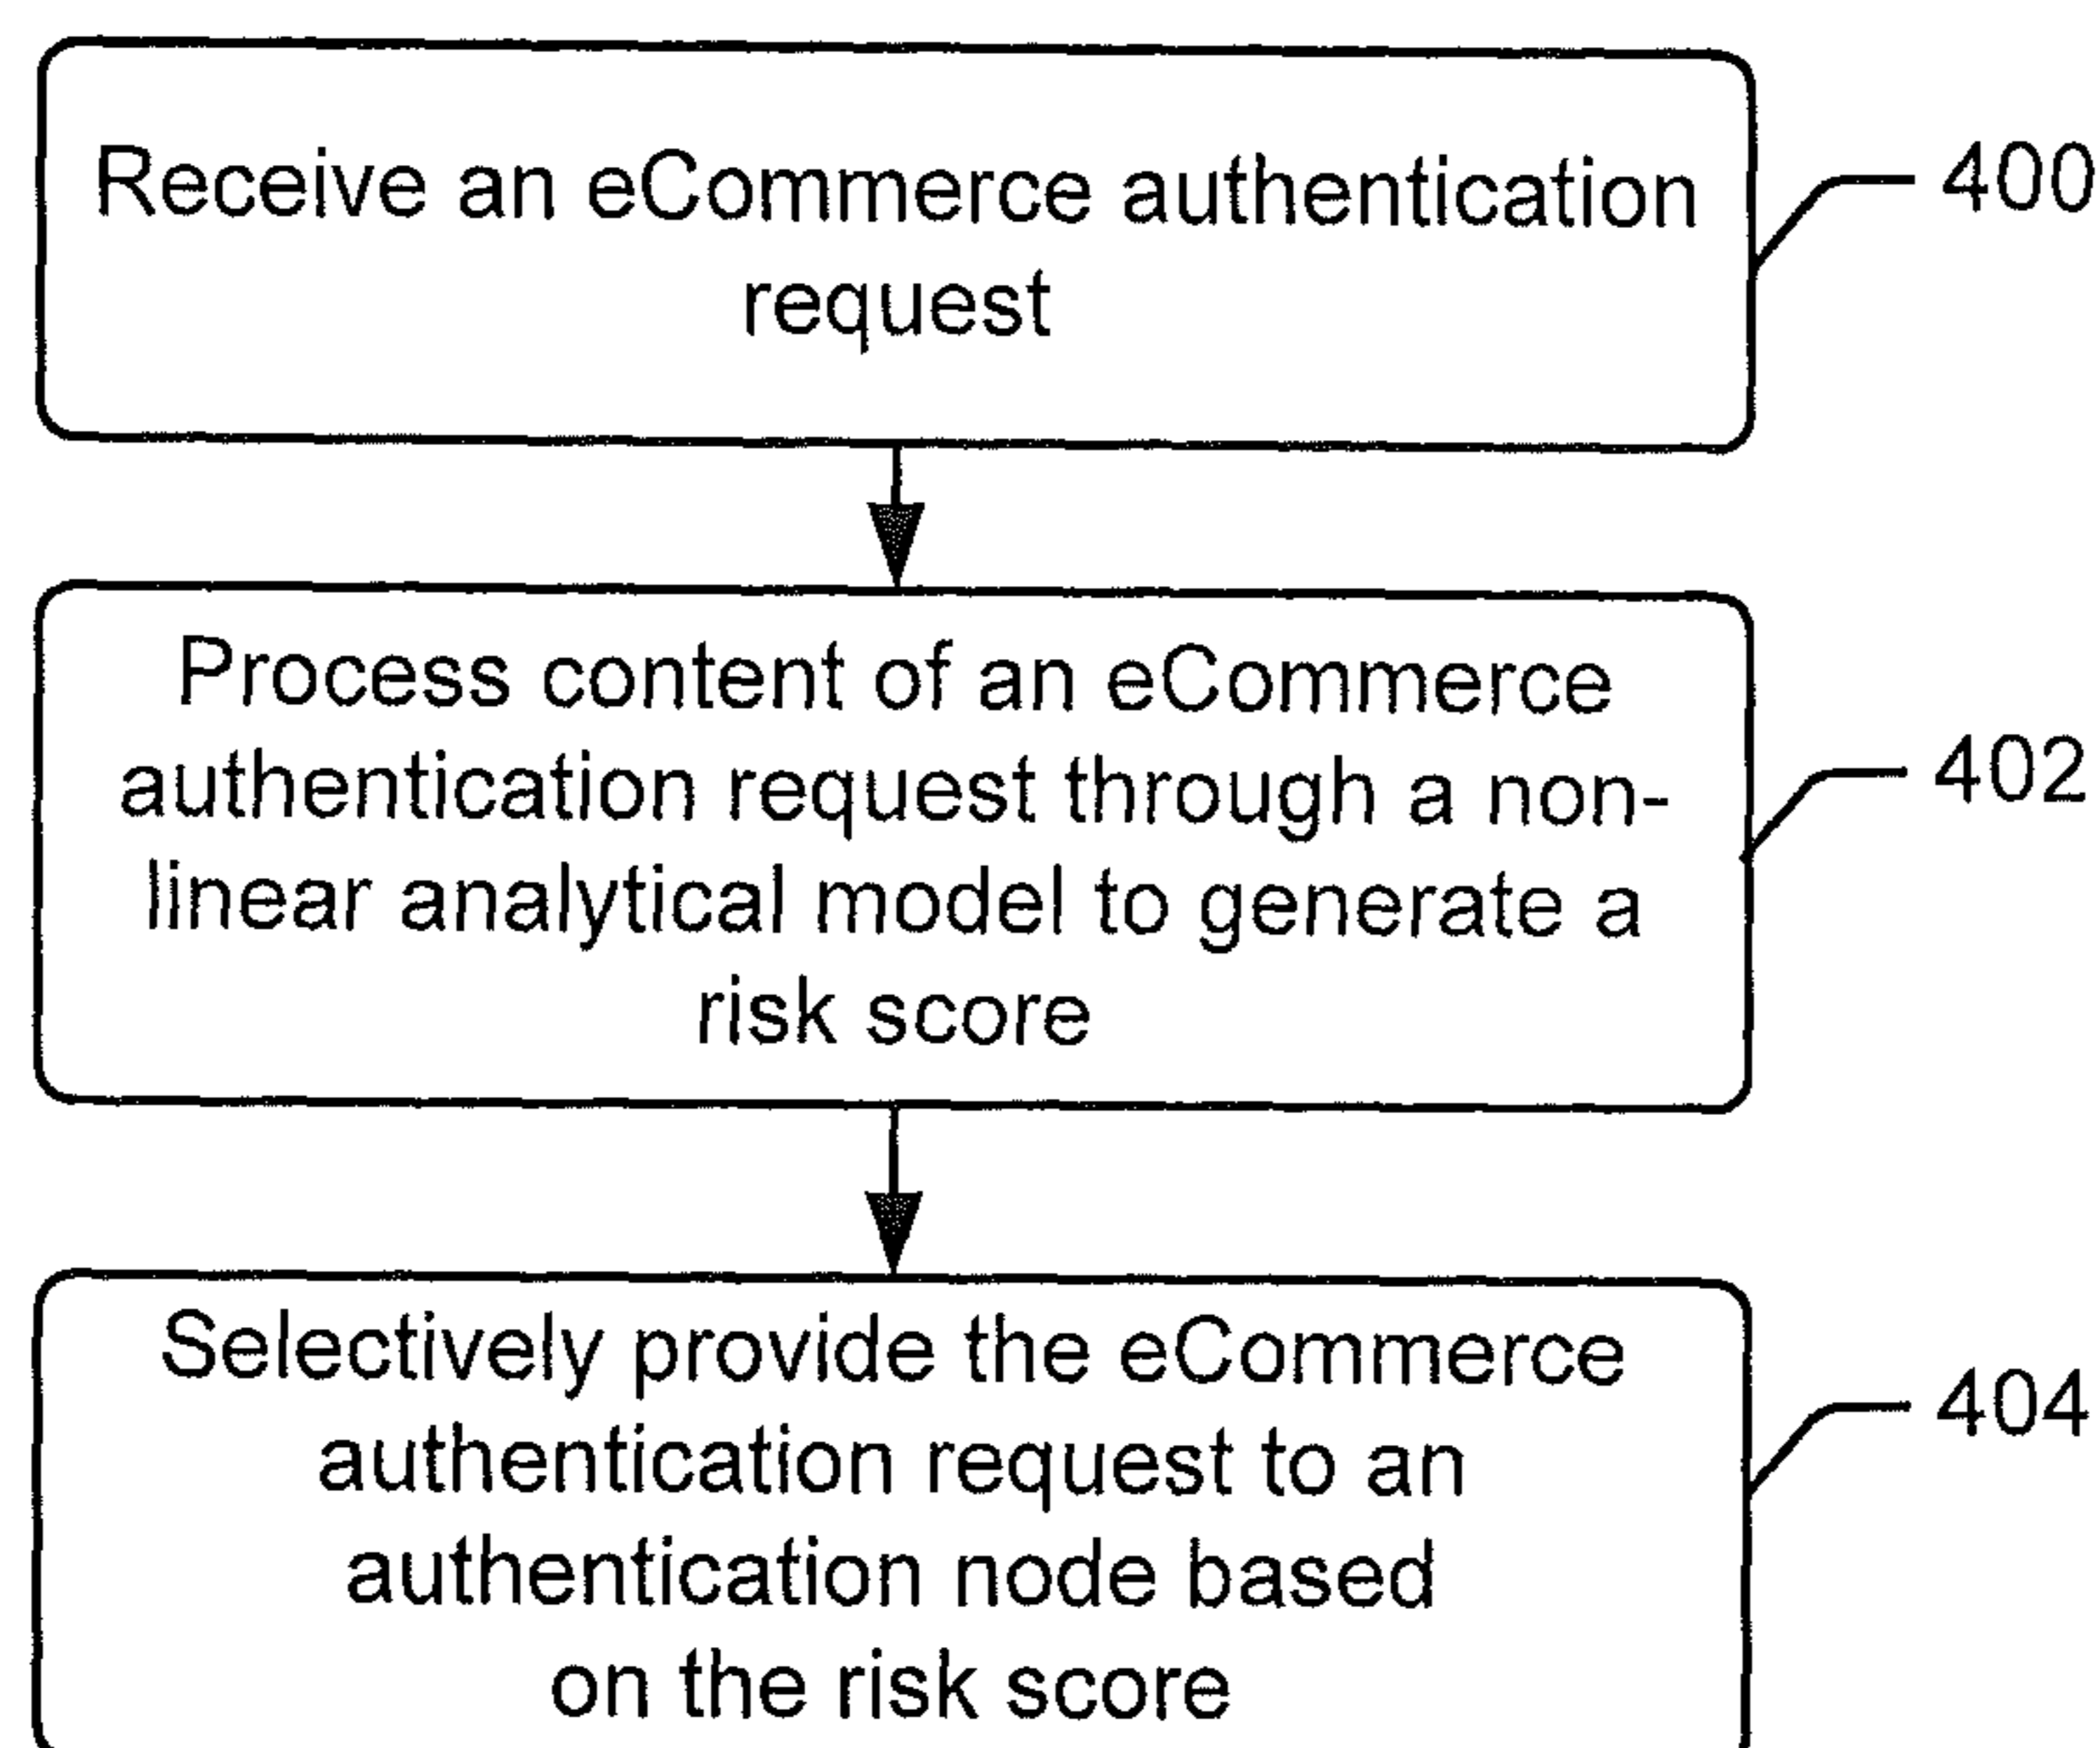 Receive an eCommerce authentication
request
400
Process content of an eCommerce
authentication request through a non-
linear analytical model to generate a
risk score
402
Selectively provide the eCommerce
authentication request to an
authentication node based
on the risk score
404